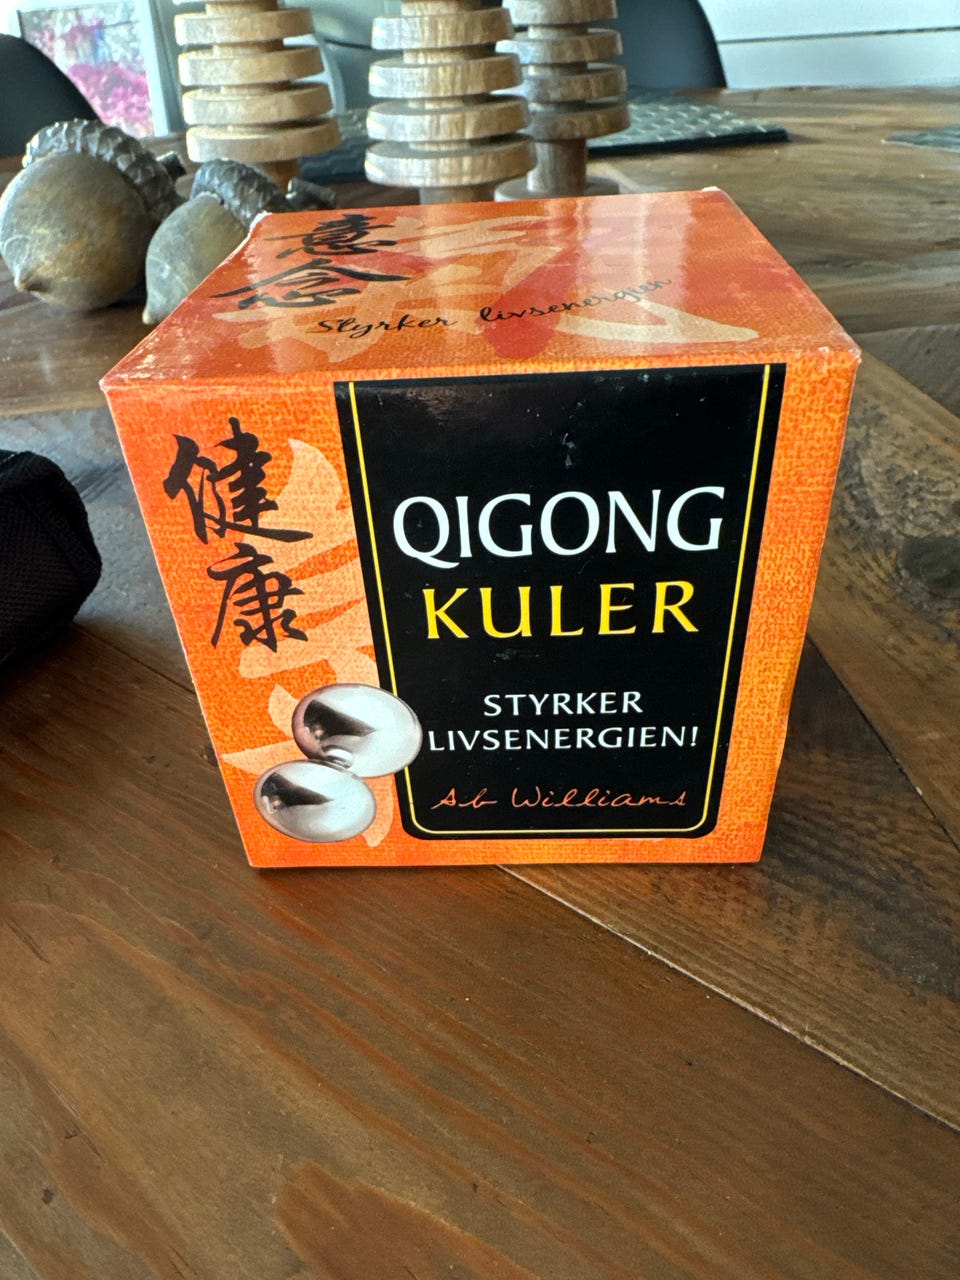 意念
Styrker livsenergien
健康
QIGONG
KULER
STYRKER
LIVSENERGIEN!
Ab Williams